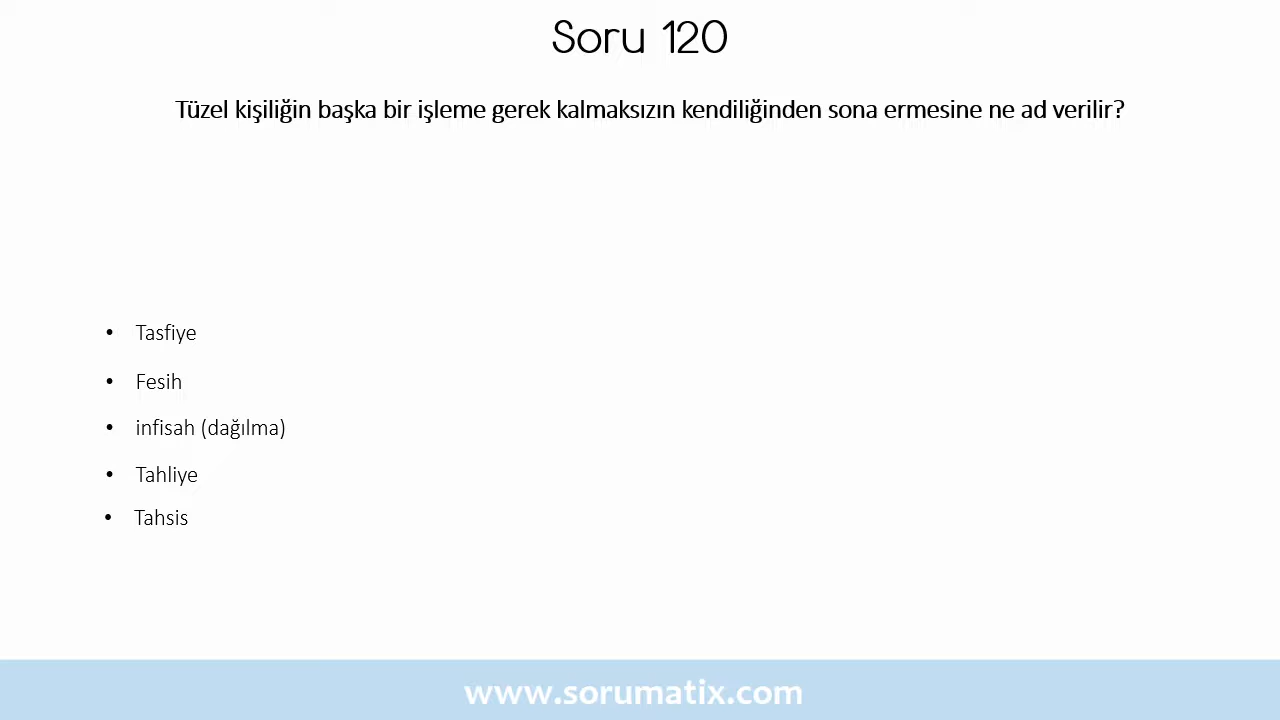 Soru 120
Tüzel kişiliğin başka bir işleme gerek kalmaksızın kendiliğinden sona ermesine ne ad verilir?
• Tasfiye
• Fesih
• infisah (dağılma)
• Tahliye
• Tahsis
www.sorumatix.com